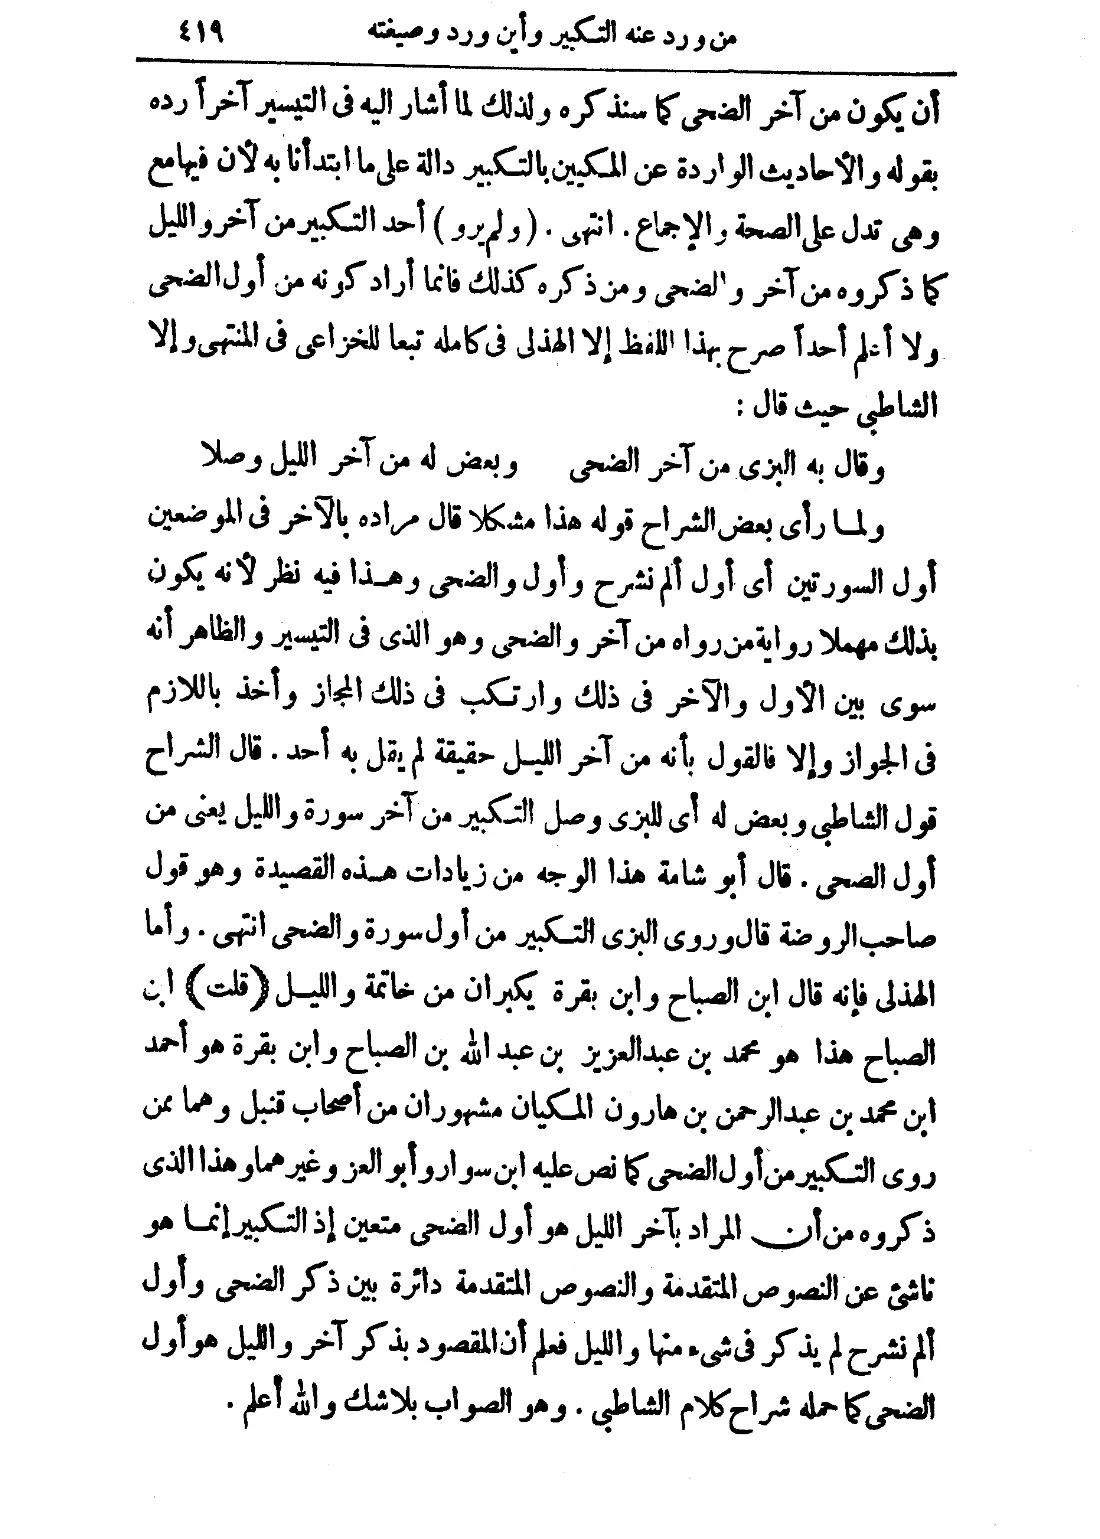 من ورد عنه التكبير وأين ورد وصيغته ٤١٩
أن يكون من آخر الضحى كما سنذكره ولذلك لما أشار اليه فى التيسير آخراً رده
بقوله والأحاديث الواردة عن المكيين بالتكبير دالة على ما ابتدأنا به لأن فيها مع
وهى تدل على الصحة والإجماع. انتهى. (ولم يرو) أحد التكبير من آخر والليل
كما ذكروه من آخر والضحى ومن ذكره كذلك فانما أراد كونه من أول الضحى
ولا أعلم أحداً صرح بهذا اللفظ إلا الهذلى فى كامله تبعا للخزاعى فى المنتهى وإلا
الشاطبي حيث قال :
وقال به البزى من آخر الضحى وبعض له من آخر الليل وصلا
ولما رأى بعض الشراح قوله هذا مشكلا قال مراده بالآخر فى الموضعين
أول السورتين أى أول ألم نشرح وأول والضحى وهذا فيه نظر لأنه يكون
بذلك مهملا رواية من رواه من آخر والضحى وهو الذى فى التيسير والظاهر أنه
سوى بين الأول والآخر فى ذلك وارتكب فى ذلك المجاز وأخذ باللازم
فى الجواز وإلا فالقول بأنه من آخر الليل حقيقة لم يقل به أحد. قال الشراح
قول الشاطبي وبعض له أى للبزى وصل التكبير من آخر سورة والليل يعنى من
أول الضحى. قال أبو شامة هذا الوجه من زيادات هذه القصيدة وهو قول
صاحب الروضة قال وروى البزى التكبير من أول سورة والضحى انتهى. وأما
الهذلى فإنه قال ابن الصباح وابن بقرة يكبران من خاتمة والليل (قلت) ابن
الصباح هذا هو محمد بن عبدالعزيز بن عبد الله بن الصباح وابن بقرة هو أحمد
ابن محمد بن عبدالرحمن بن هارون المكيان مشهوران من أصحاب قنبل وهما ممن
روى التكبير من أول الضحى كما نص عليه ابن سوار وأبو العز وغيرهما وهذا الذى
ذكروه من أن المراد بآخر الليل هو أول الضحى متعين إذ التكبير إنما هو
ناشئ عن النصوص المتقدمة والنصوص المتقدمة دائرة بين ذكر الضحى وأول
ألم نشرح لم يذكر فى شىء منها والليل فعلم أن المقصود بذكر آخر والليل هو أول
الضحى كما حمله شراح كلام الشاطبي. وهو الصواب بلا شك والله أعلم.